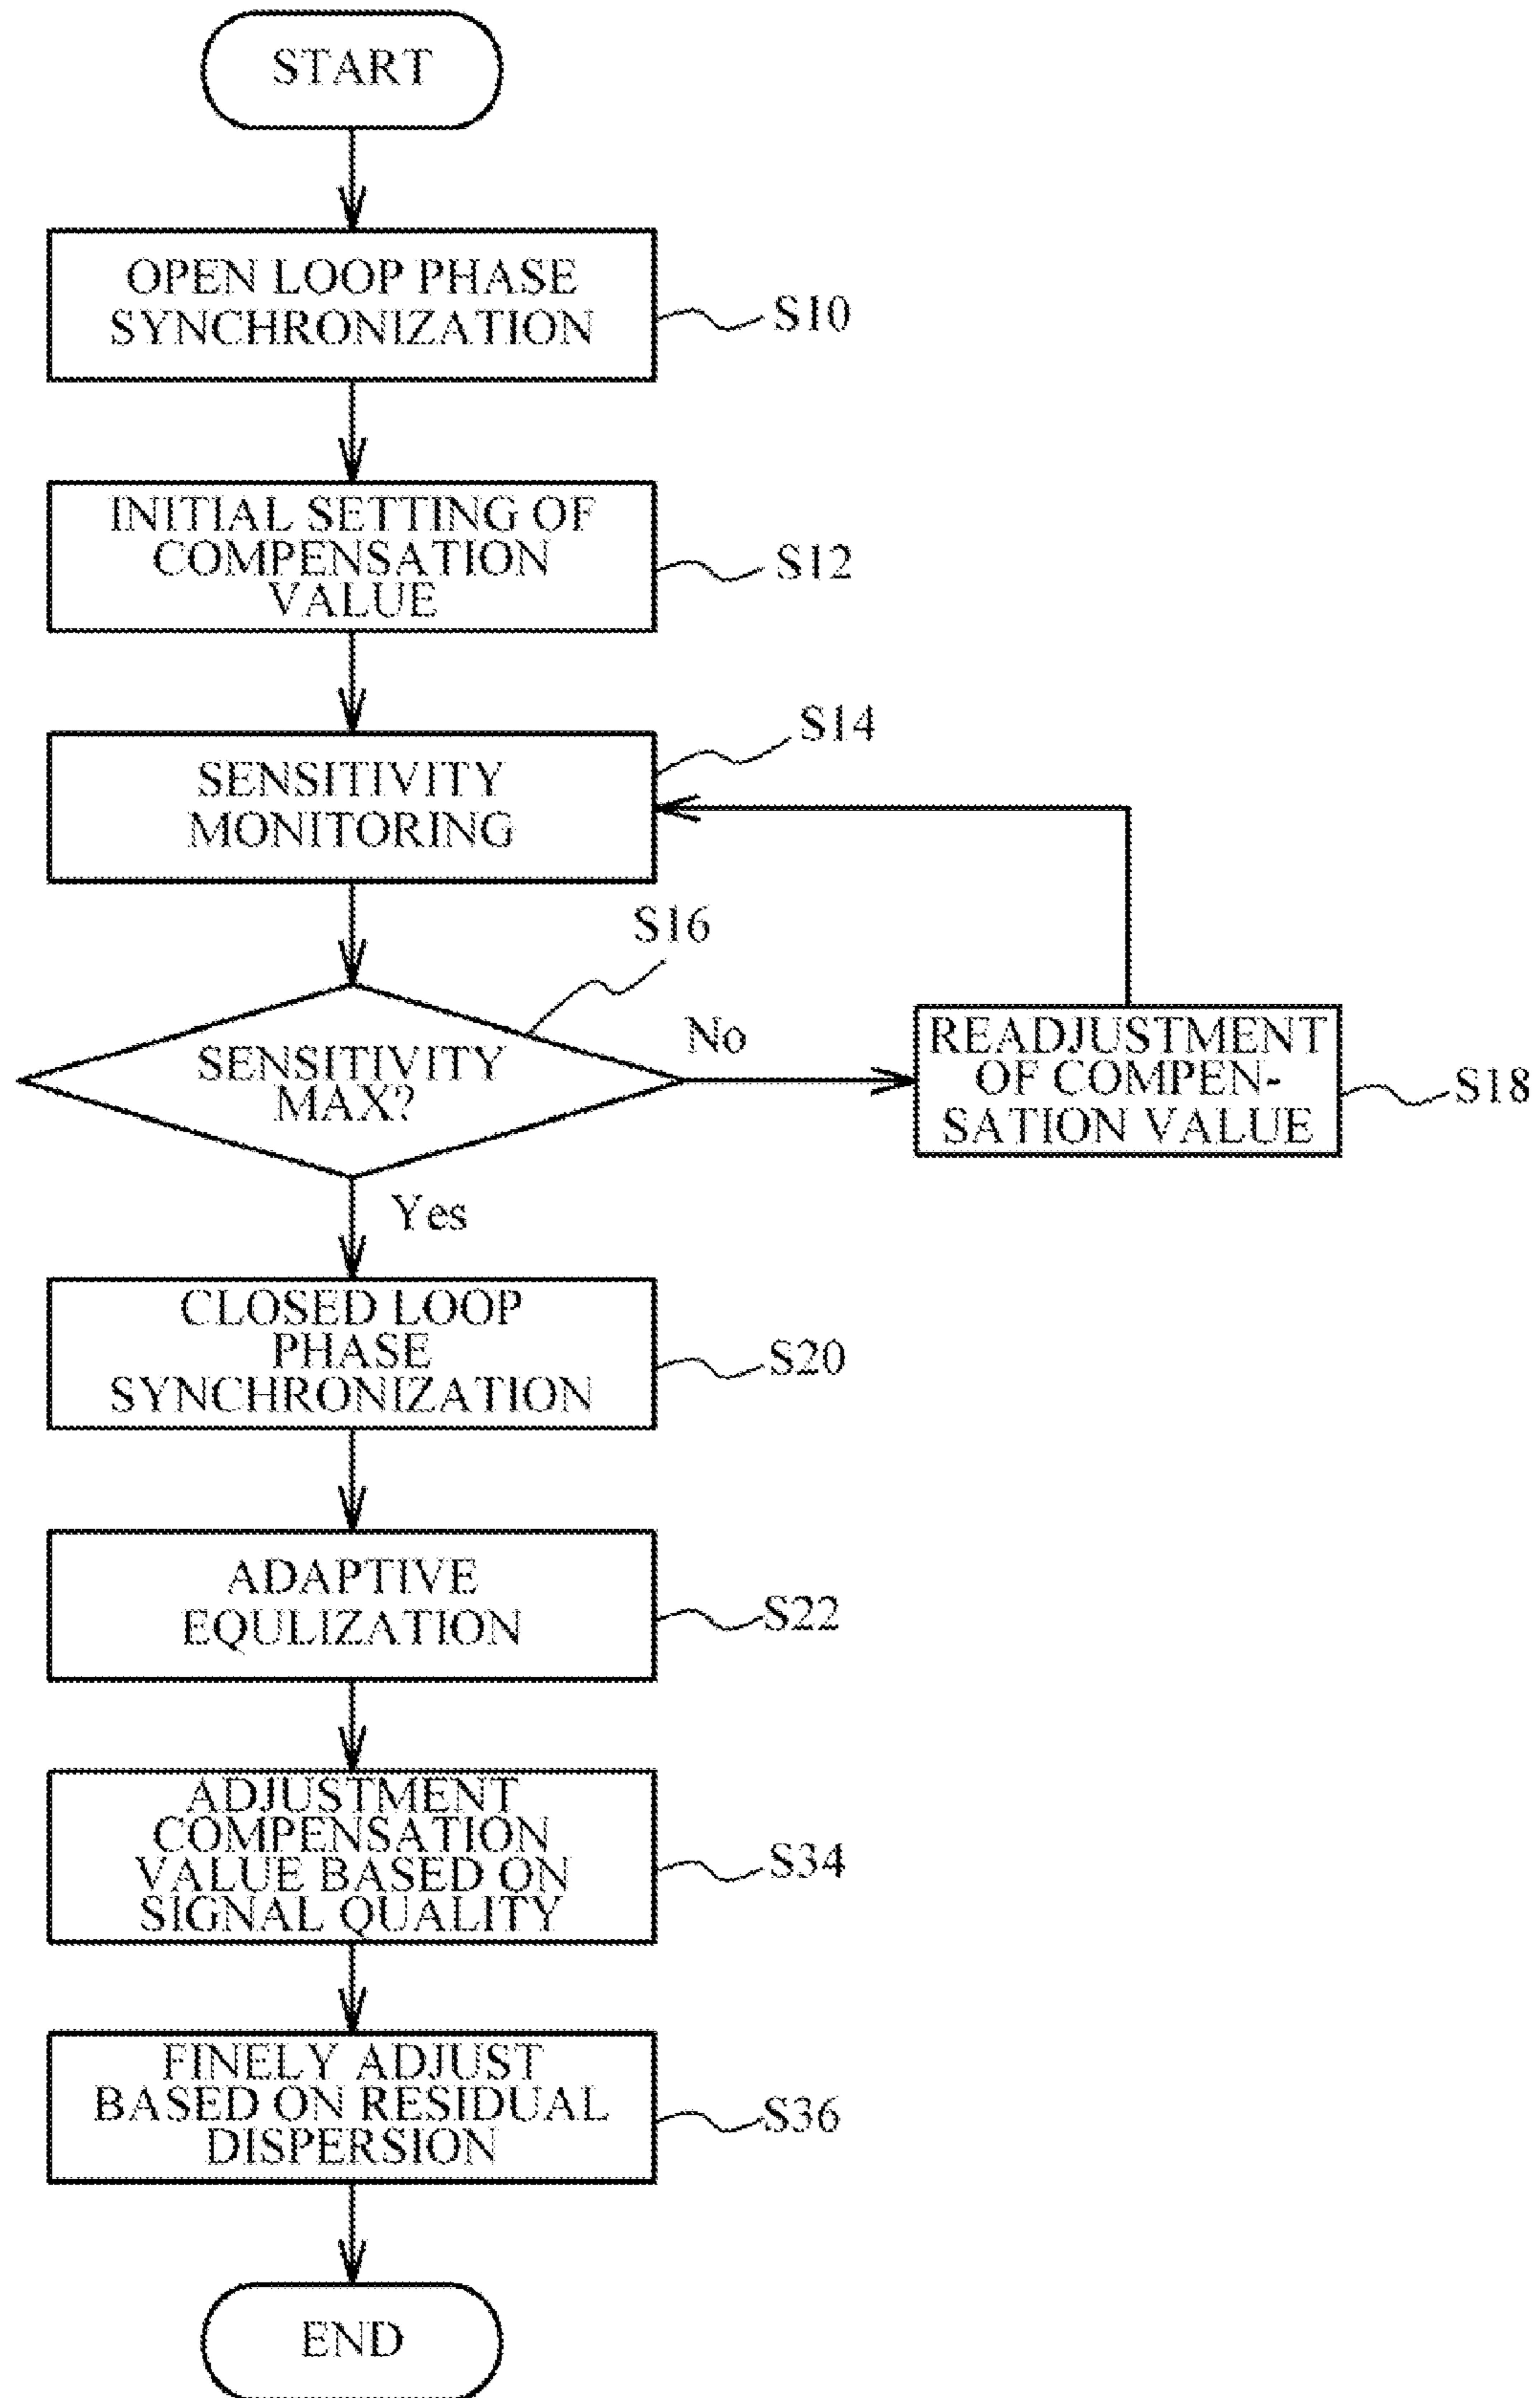 START
OPEN LOOP PHASE
SYNCHRONIZATION
S10
INITIAL SETTING OF
COMPENSATION
VALUE
S12
SENSITIVITY
MONITORING
S14
SENSITIVITY
MAX?
S16
No
READJUSTMENT
OF COMPEN-
SATION VALUE
S18
Yes
CLOSED LOOP
PHASE
SYNCHRONIZATION
S20
ADAPTIVE
EQULIZATION
S22
ADJUSTMENT
COMPENSATION
VALUE BASED ON
SIGNAL QUALITY
S34
FINELY ADJUST
BASED ON RESIDUAL
DISPERSION
S36
END